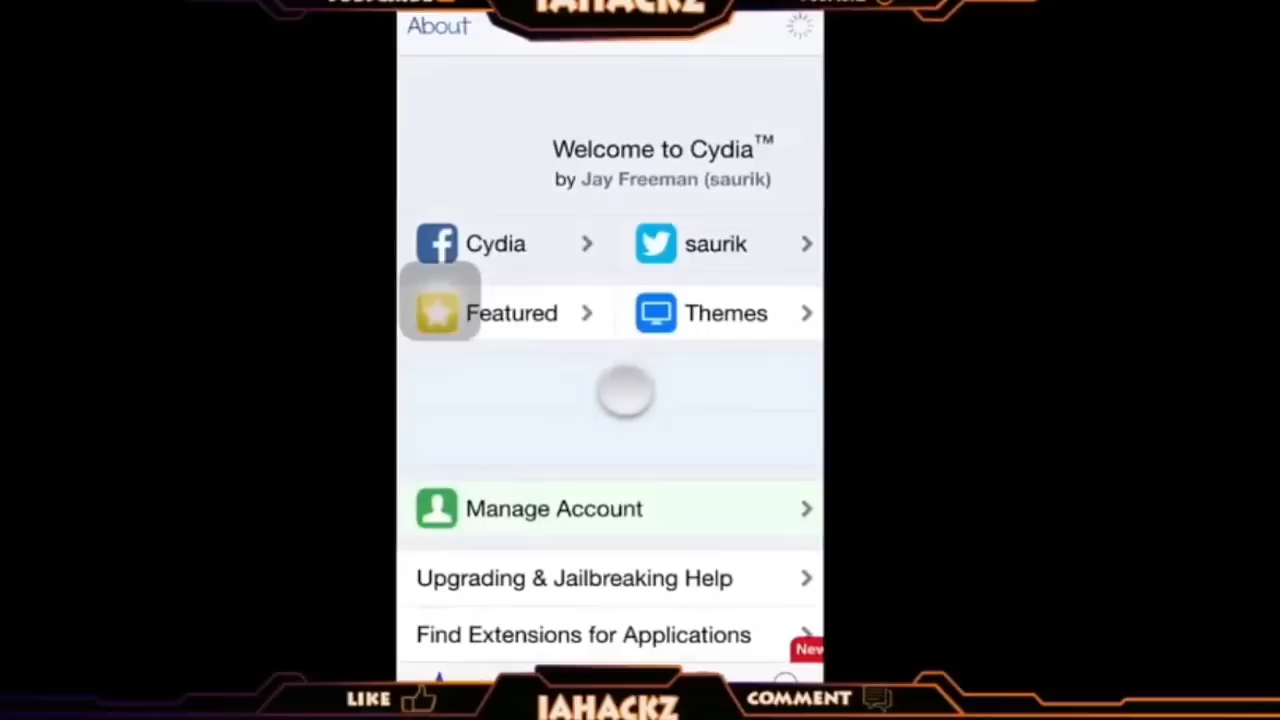 IAHACKZ
About
Welcome to Cydia™
by Jay Freeman (saurik)
Cydia
saurik
Featured
Themes
Manage Account
Upgrading & Jailbreaking Help
Find Extensions for Applications
New
LIKE
IAHACKZ
COMMENT